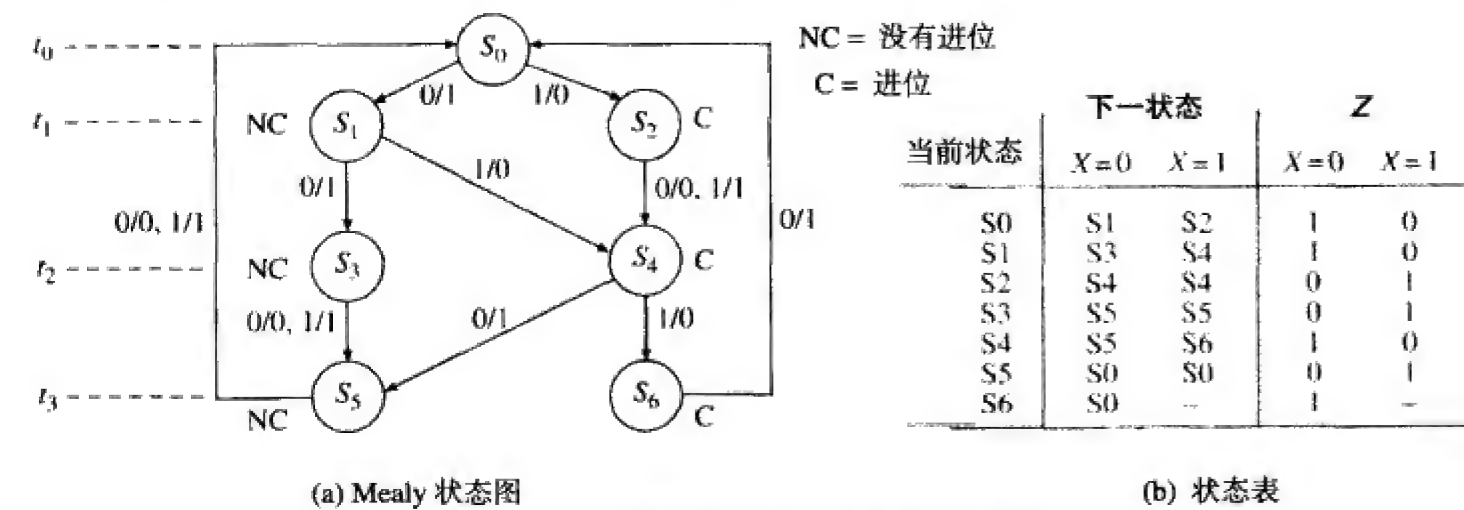 t₀
S₀
NC = 没有进位
C = 进位
0/1
1/0
t₁
NC
S₁
S₂
C
1/0
0/1
0/0, 1/1
0/0, 1/1
0/1
t₂
NC
S₃
S₄
C
0/0, 1/1
0/1
1/0
t₃
S₅
S₆
NC
C
(a) Mealy 状态图
下一状态 Z
当前状态 X=0 X=1 X=0 X=1
S0 S1 S2 1 0
S1 S3 S4 1 0
S2 S4 S4 0 1
S3 S5 S5 0 1
S4 S5 S6 1 0
S5 S0 S0 0 1
S6 S0 – 1 –
(b) 状态表